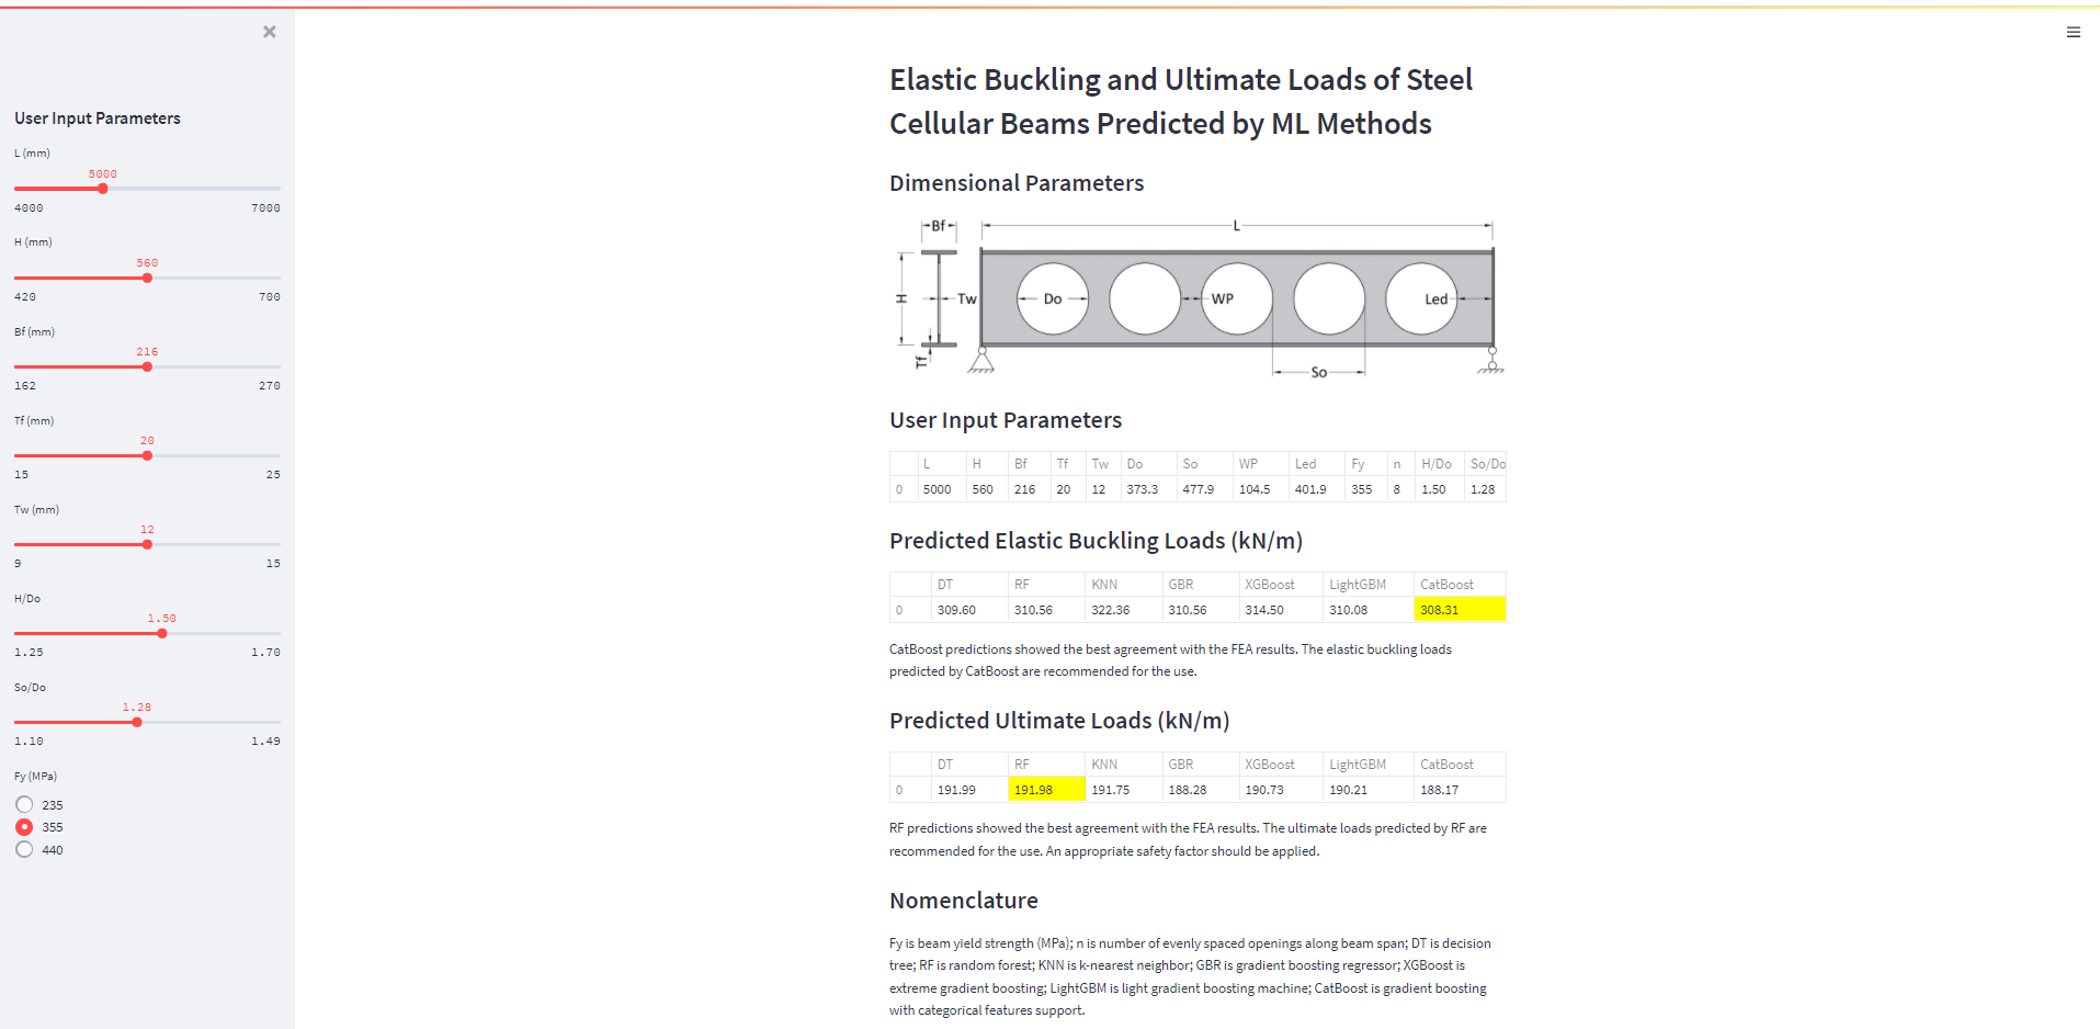 User Input Parameters
L (mm)
5000
4000 7000
H (mm)
560
420 700
Bf (mm)
216
162 270
Tf (mm)
20
15 25
Tw (mm)
12
9 15
H/Do
1.50
1.25 1.70
So/Do
1.28
1.10 1.49
Fy (MPa)
235
355
440
Elastic Buckling and Ultimate Loads of Steel
Cellular Beams Predicted by ML Methods
Dimensional Parameters
Bf L
H Tw Do WP Led
Tf So
User Input Parameters
L H Bf Tf Tw Do So WP Led Fy n H/Do So/Do
0 5000 560 216 20 12 373.3 477.9 104.5 401.9 355 8 1.50 1.28
Predicted Elastic Buckling Loads (kN/m)
DT RF KNN GBR XGBoost LightGBM CatBoost
0 309.60 310.56 322.36 310.56 314.50 310.08 308.31
CatBoost predictions showed the best agreement with the FEA results. The elastic buckling loads
predicted by CatBoost are recommended for the use.
Predicted Ultimate Loads (kN/m)
DT RF KNN GBR XGBoost LightGBM CatBoost
0 191.99 191.98 191.75 188.28 190.73 190.21 188.17
RF predictions showed the best agreement with the FEA results. The ultimate loads predicted by RF are
recommended for the use. An appropriate safety factor should be applied.
Nomenclature
Fy is beam yield strength (MPa); n is number of evenly spaced openings along beam span; DT is decision
tree; RF is random forest; KNN is k-nearest neighbor; GBR is gradient boosting regressor; XGBoost is
extreme gradient boosting; LightGBM is light gradient boosting machine; CatBoost is gradient boosting
with categorical features support.